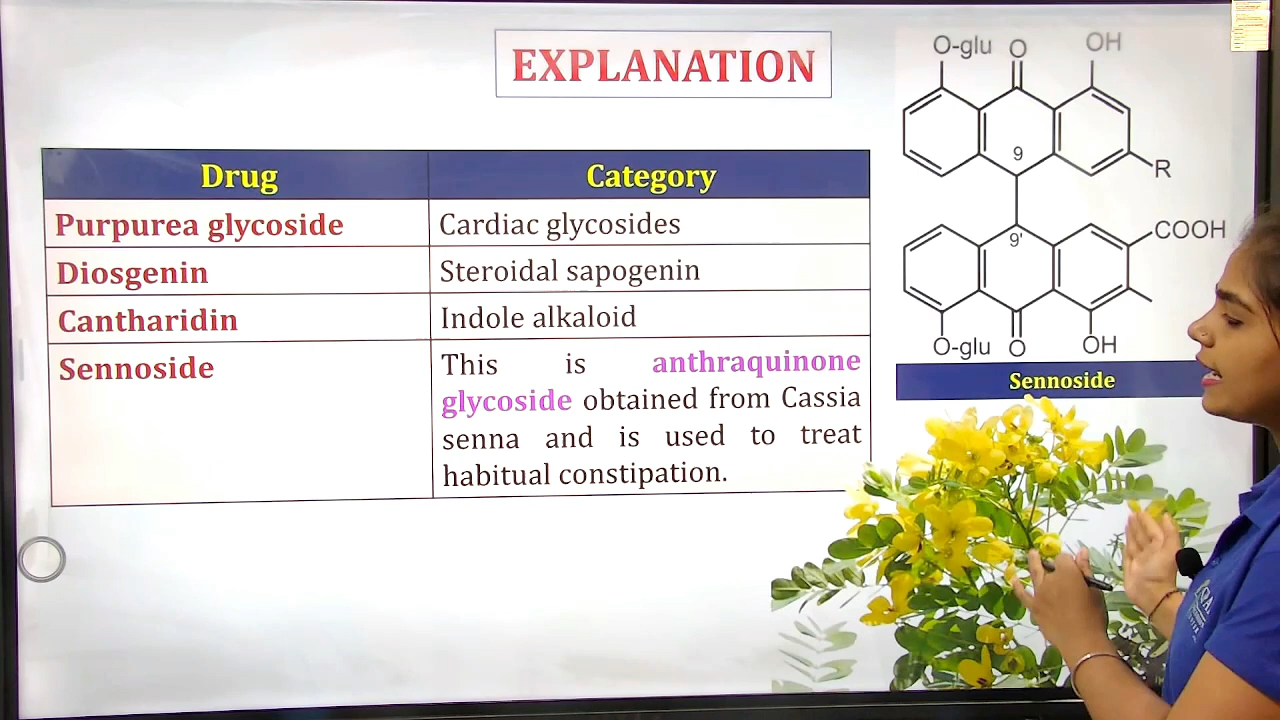 EXPLANATION
Drug Category
Purpurea glycoside Cardiac glycosides
Diosgenin Steroidal sapogenin
Cantharidin Indole alkaloid
Sennoside This is anthraquinone
glycoside obtained from Cassia
senna and is used to treat
habitual constipation.
O-glu O OH
9
R
9'
COOH
O-glu O OH
Sennoside